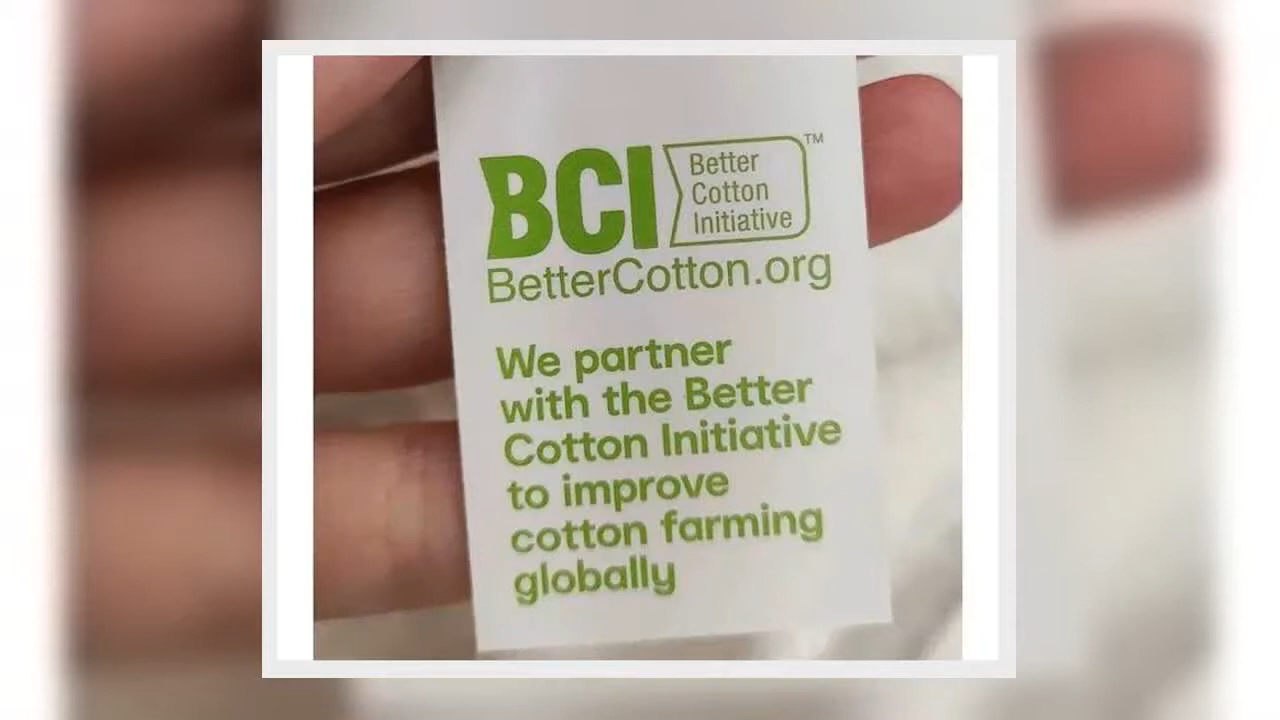 BCI
Better
Cotton
Initiative
™
BetterCotton.org
We partner
with the Better
Cotton Initiative
to improve
cotton farming
globally